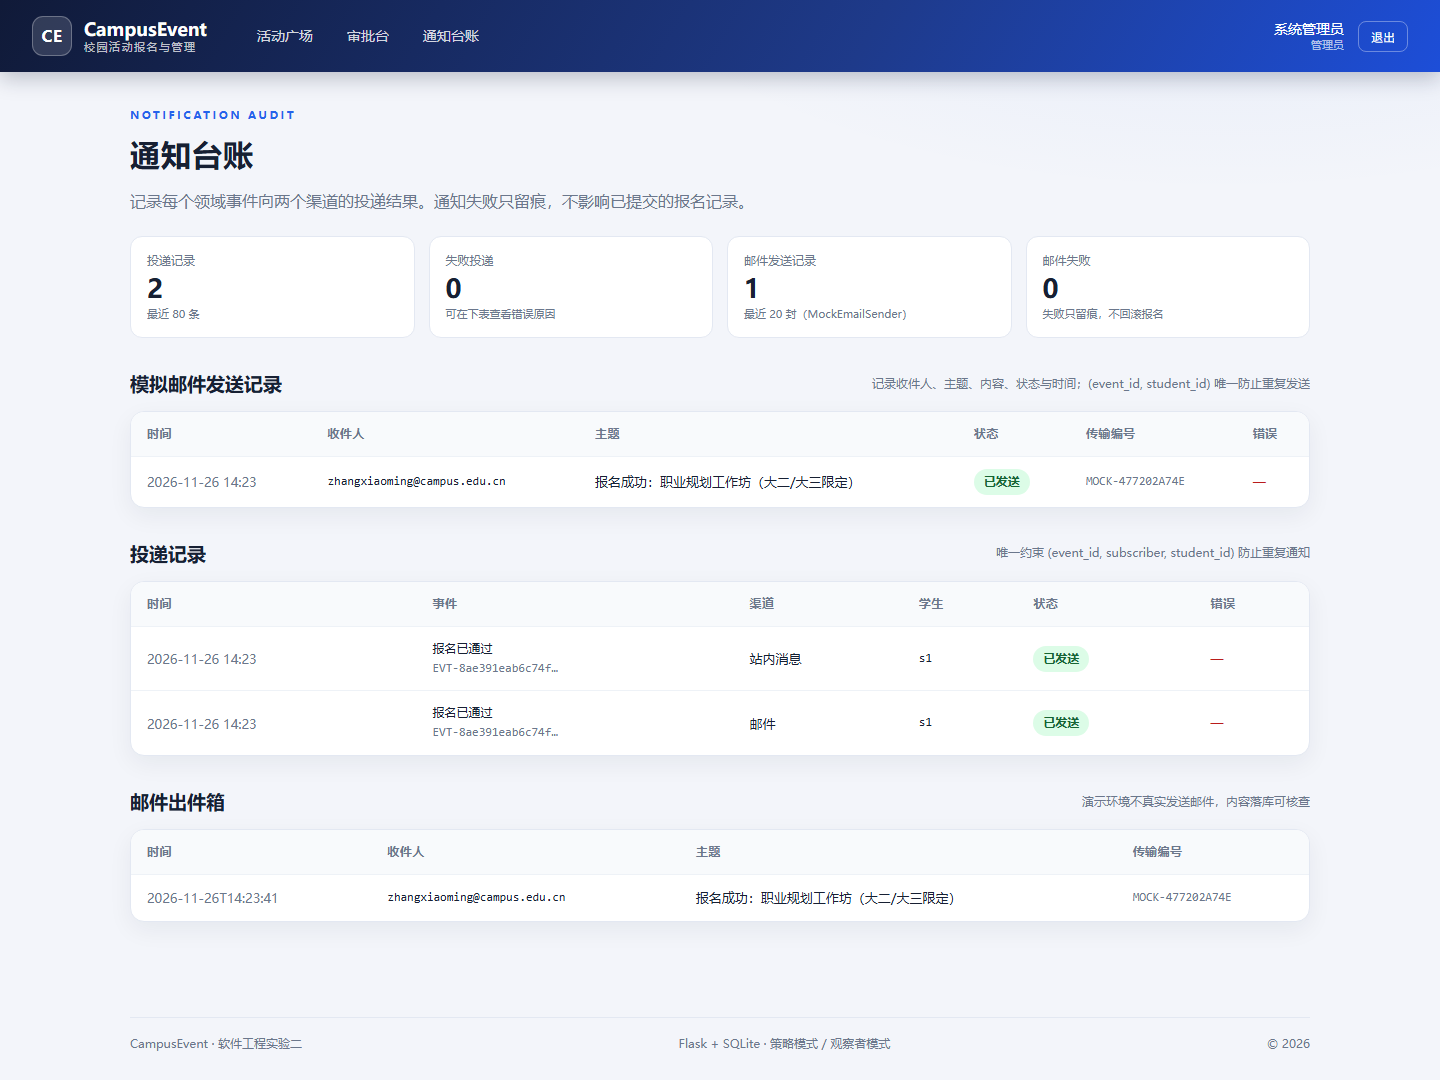 CE
CampusEvent
校园活动报名与管理
活动广场
审批台
通知台账
系统管理员
管理员
退出
NOTIFICATION AUDIT
通知台账
记录每个领域事件向两个渠道的投递结果。通知失败只留痕，不影响已提交的报名记录。
投递记录
2
最近 80 条
失败投递
0
可在下表查看错误原因
邮件发送记录
1
最近 20 封（MockEmailSender）
邮件失败
0
失败只留痕，不回滚报名
模拟邮件发送记录
记录收件人、主题、内容、状态与时间；(event_id, student_id) 唯一防止重复发送
时间 收件人 主题 状态 传输编号 错误
2026-11-26 14:23 zhangxiaoming@campus.edu.cn 报名成功：职业规划工作坊（大二/大三限定） 已发送 MOCK-477202A74E —
投递记录
唯一约束 (event_id, subscriber, student_id) 防止重复通知
时间 事件 渠道 学生 状态 错误
2026-11-26 14:23 报名已通过 站内消息 s1 已发送 —
EVT-8ae391eab6c74f…
2026-11-26 14:23 报名已通过 邮件 s1 已发送 —
EVT-8ae391eab6c74f…
邮件出件箱
演示环境不真实发送邮件，内容落库可核查
时间 收件人 主题 传输编号
2026-11-26T14:23:41 zhangxiaoming@campus.edu.cn 报名成功：职业规划工作坊（大二/大三限定） MOCK-477202A74E
CampusEvent · 软件工程实验二
Flask + SQLite · 策略模式 / 观察者模式
© 2026